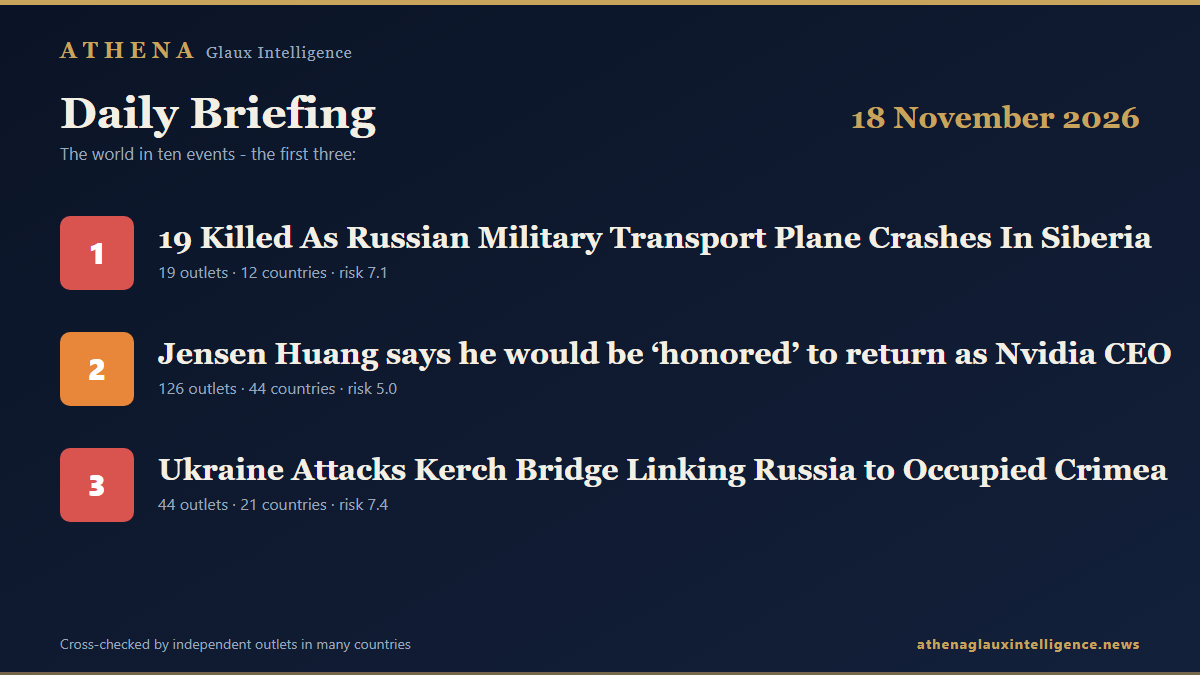 ATHENA Glaux Intelligence
Daily Briefing
18 November 2026
The world in ten events - the first three:
1
19 Killed As Russian Military Transport Plane Crashes In Siberia
19 outlets · 12 countries · risk 7.1
2
Jensen Huang says he would be ‘honored’ to return as Nvidia CEO
126 outlets · 44 countries · risk 5.0
3
Ukraine Attacks Kerch Bridge Linking Russia to Occupied Crimea
44 outlets · 21 countries · risk 7.4
Cross-checked by independent outlets in many countries
athenaglauxintelligence.news